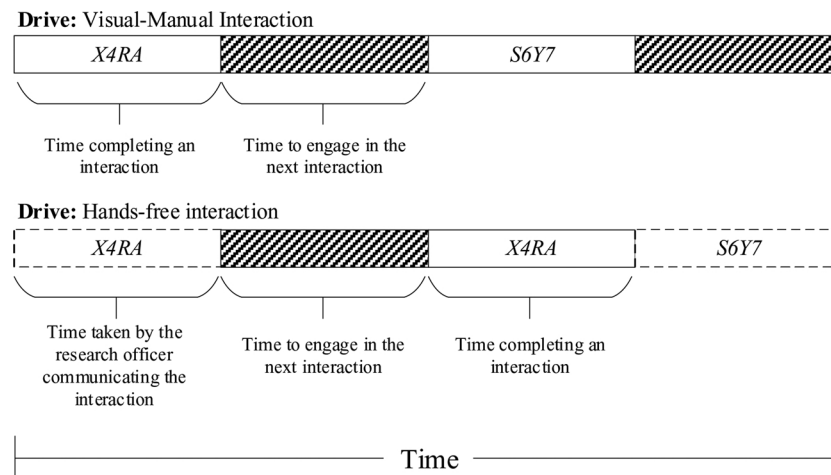 Drive: Visual-Manual Interaction
X4RA S6Y7
Time completing an
interaction
Time to engage in the
next interaction
Drive: Hands-free interaction
X4RA X4RA S6Y7
Time taken by the
research officer
communicating the
interaction
Time to engage in the
next interaction
Time completing an
interaction
Time